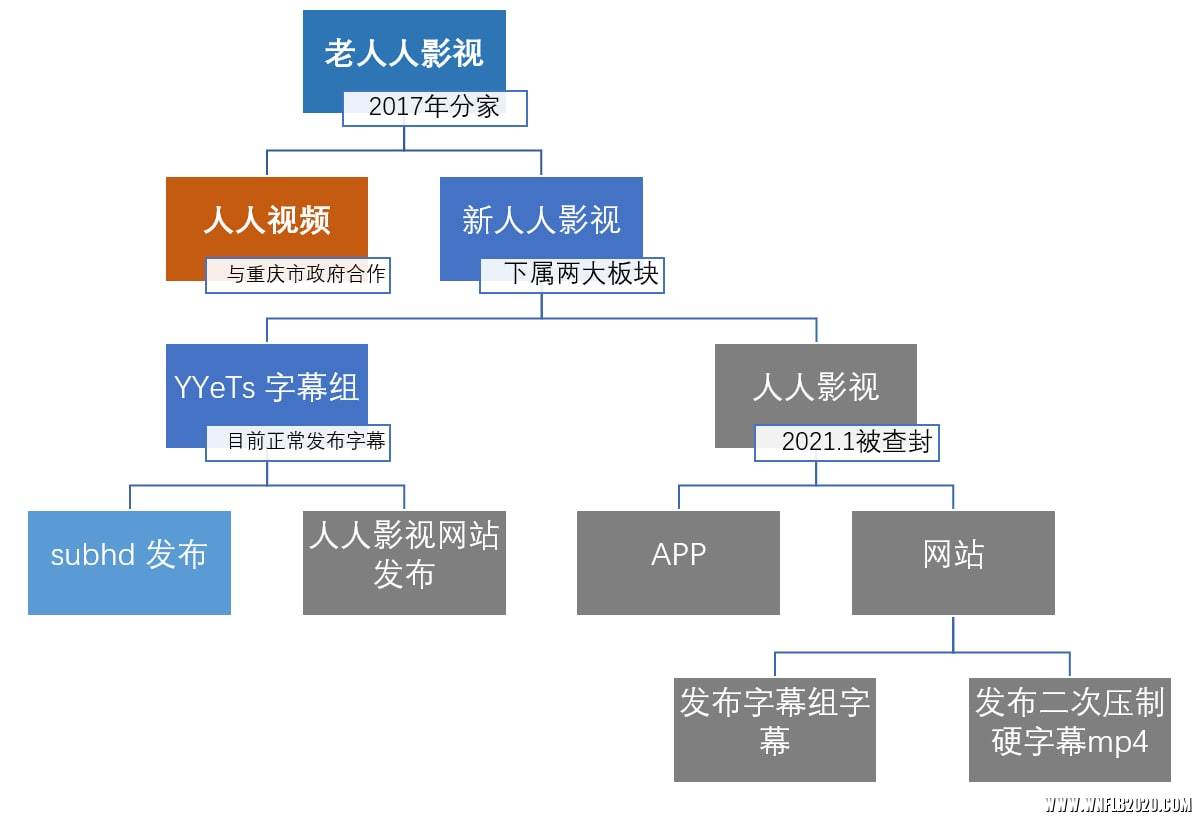 老人人影视
2017年分家
人人视频
与重庆市政府合作
新人人影视
下属两大板块
YYeTs 字幕组
目前正常发布字幕
人人影视
2021.1被查封
subhd 发布
人人影视网站
发布
APP
网站
发布字幕组字
幕
发布二次压制
硬字幕mp4
WWW.WNFLB2020.COM